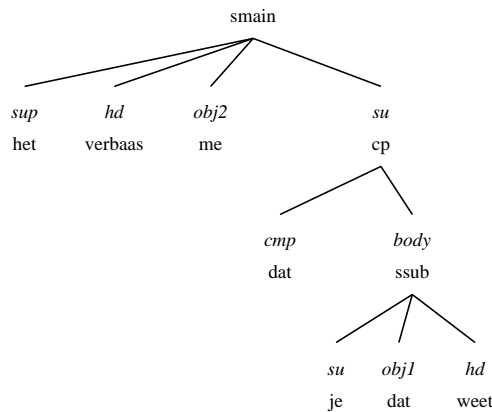 smain
sup hd obj2 su
het verbaas me cp
cmp body
dat ssub
su obj1 hd
je dat weet